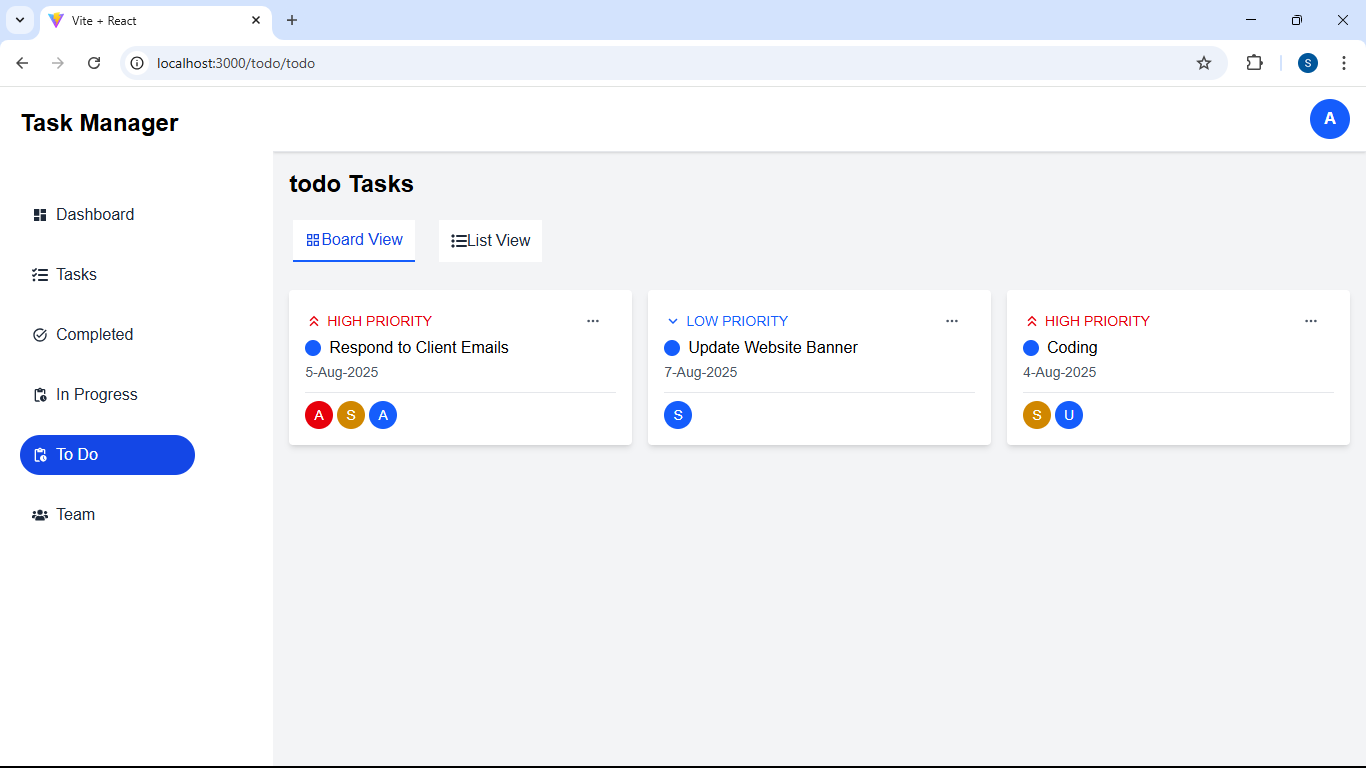 Vite + React
localhost:3000/todo/todo
S
Task Manager
A
Dashboard
Tasks
Completed
In Progress
To Do
Team
todo Tasks
Board View
List View
HIGH PRIORITY
Respond to Client Emails
5-Aug-2025
A S A
LOW PRIORITY
Update Website Banner
7-Aug-2025
S
HIGH PRIORITY
Coding
4-Aug-2025
S U